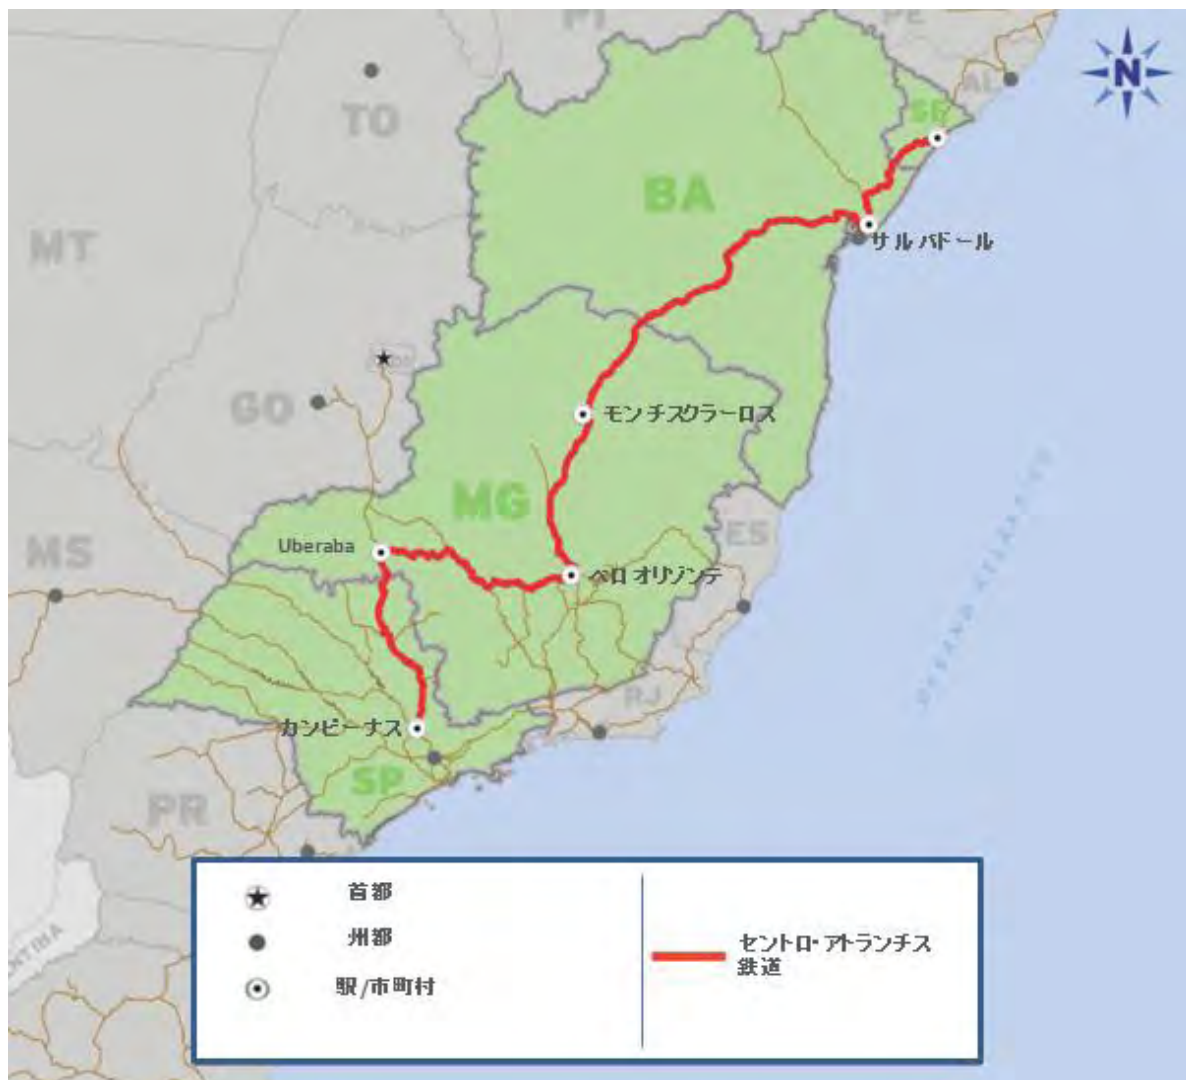 PI
PE
TO
AL
SE
BA
MT
サルバドール
GO
モンチスクラーロス
MG
ES
MS
Uberaba
ベロオリゾンテ
RJ
カンピーナス
SP
PR
首都
州都
駅/市町村
セントロ・アトランチス
鉄道
N